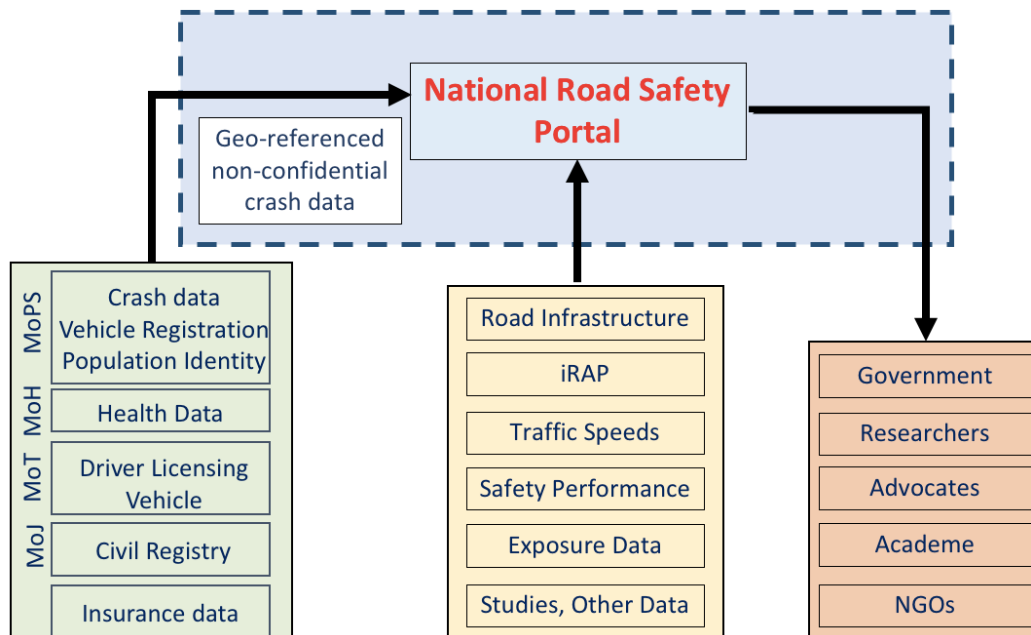 National Road Safety
Portal
Geo-referenced
non-confidential
crash data
MoPS
Crash data
Vehicle Registration
Population Identity
MoH
Health Data
MoT
Driver Licensing
Vehicle
MoJ
Civil Registry
Insurance data
Road Infrastructure
iRAP
Traffic Speeds
Safety Performance
Exposure Data
Studies, Other Data
Government
Researchers
Advocates
Academe
NGOs